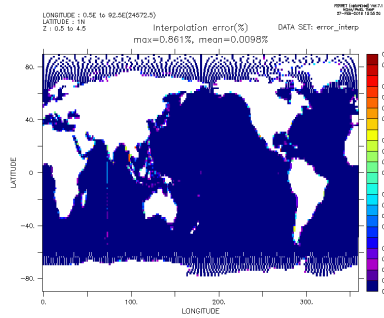 LONGITUDE : 0.5E to 92.5E(24572.5)
LATITUDE : 1N
Z : 0.5 to 4.5
DATA SET: error_interp
Interpolation error(%)
max=0.861%, mean=0.0098%
LATITUDE
80.
40.
0
-40.
-80.
0.
100.
200.
300.
LONGITUDE